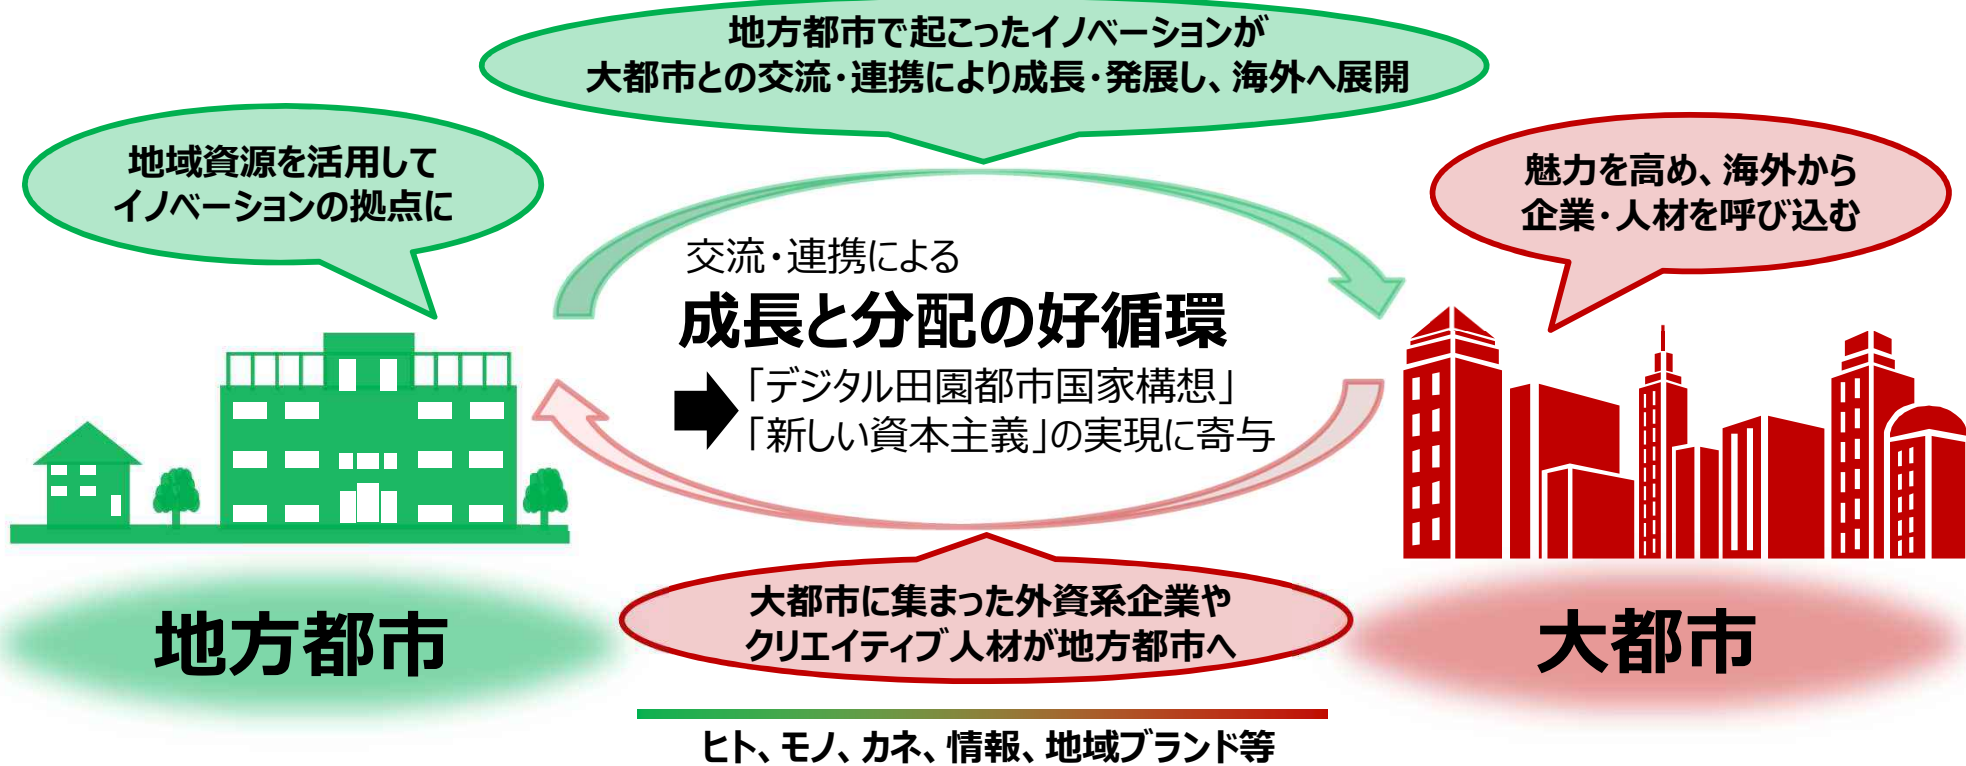 地方都市で起こったイノベーションが
大都市との交流・連携により成長・発展し、海外へ展開
地域資源を活用して
イノベーションの拠点に
魅力を高め、海外から
企業・人材を呼び込む
交流・連携による
成長と分配の好循環
「デジタル田園都市国家構想」
「新しい資本主義」の実現に寄与
大都市に集まった外資系企業や
クリエイティブ人材が地方都市へ
地方都市
大都市
ヒト、モノ、カネ、情報、地域ブランド等